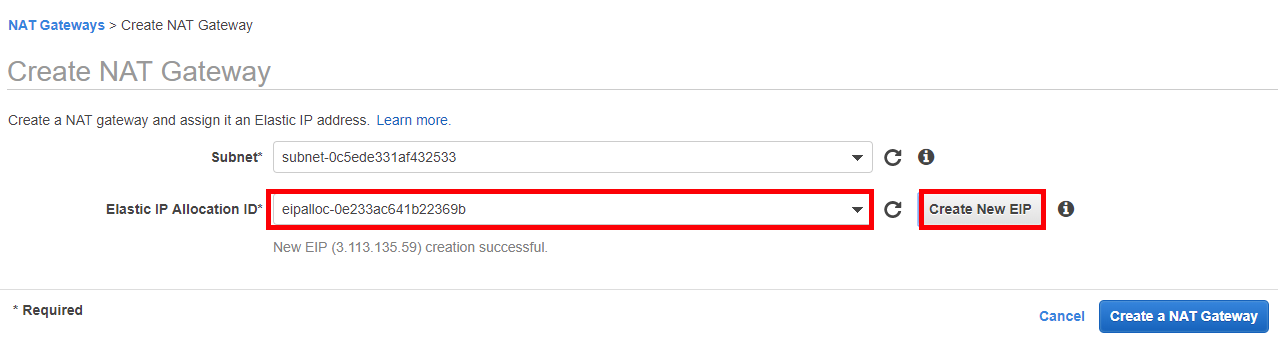 NAT Gateways > Create NAT Gateway
Create NAT Gateway
Create a NAT gateway and assign it an Elastic IP address. Learn more.
Subnet* subnet-0c5ede331af432533
Elastic IP Allocation ID* eipalloc-0e233ac641b22369b Create New EIP
New EIP (3.113.135.59) creation successful.
* Required
Cancel Create a NAT Gateway